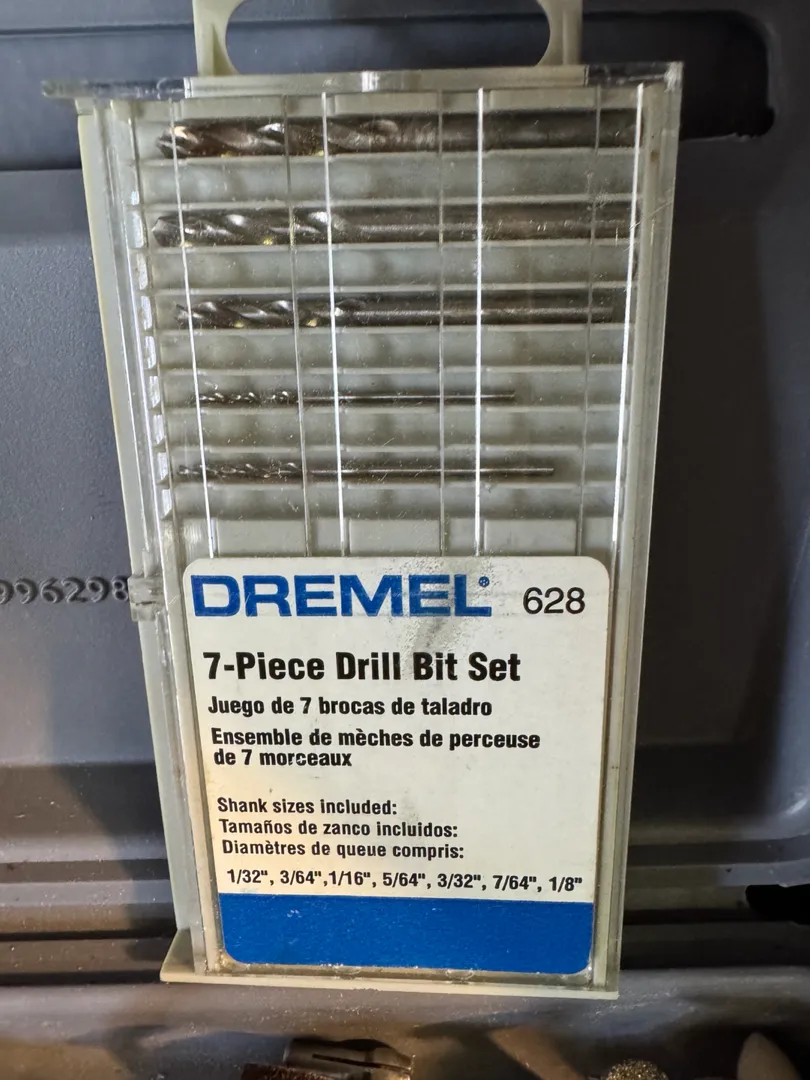 996298
DREMEL® 628
7-Piece Drill Bit Set
Juego de 7 brocas de taladro
Ensemble de mèches de perceuse
de 7 morceaux
Shank sizes included:
Tamaños de zanco incluidos:
Diamètres de queue compris:
1/32", 3/64",1/16", 5/64", 3/32", 7/64", 1/8"